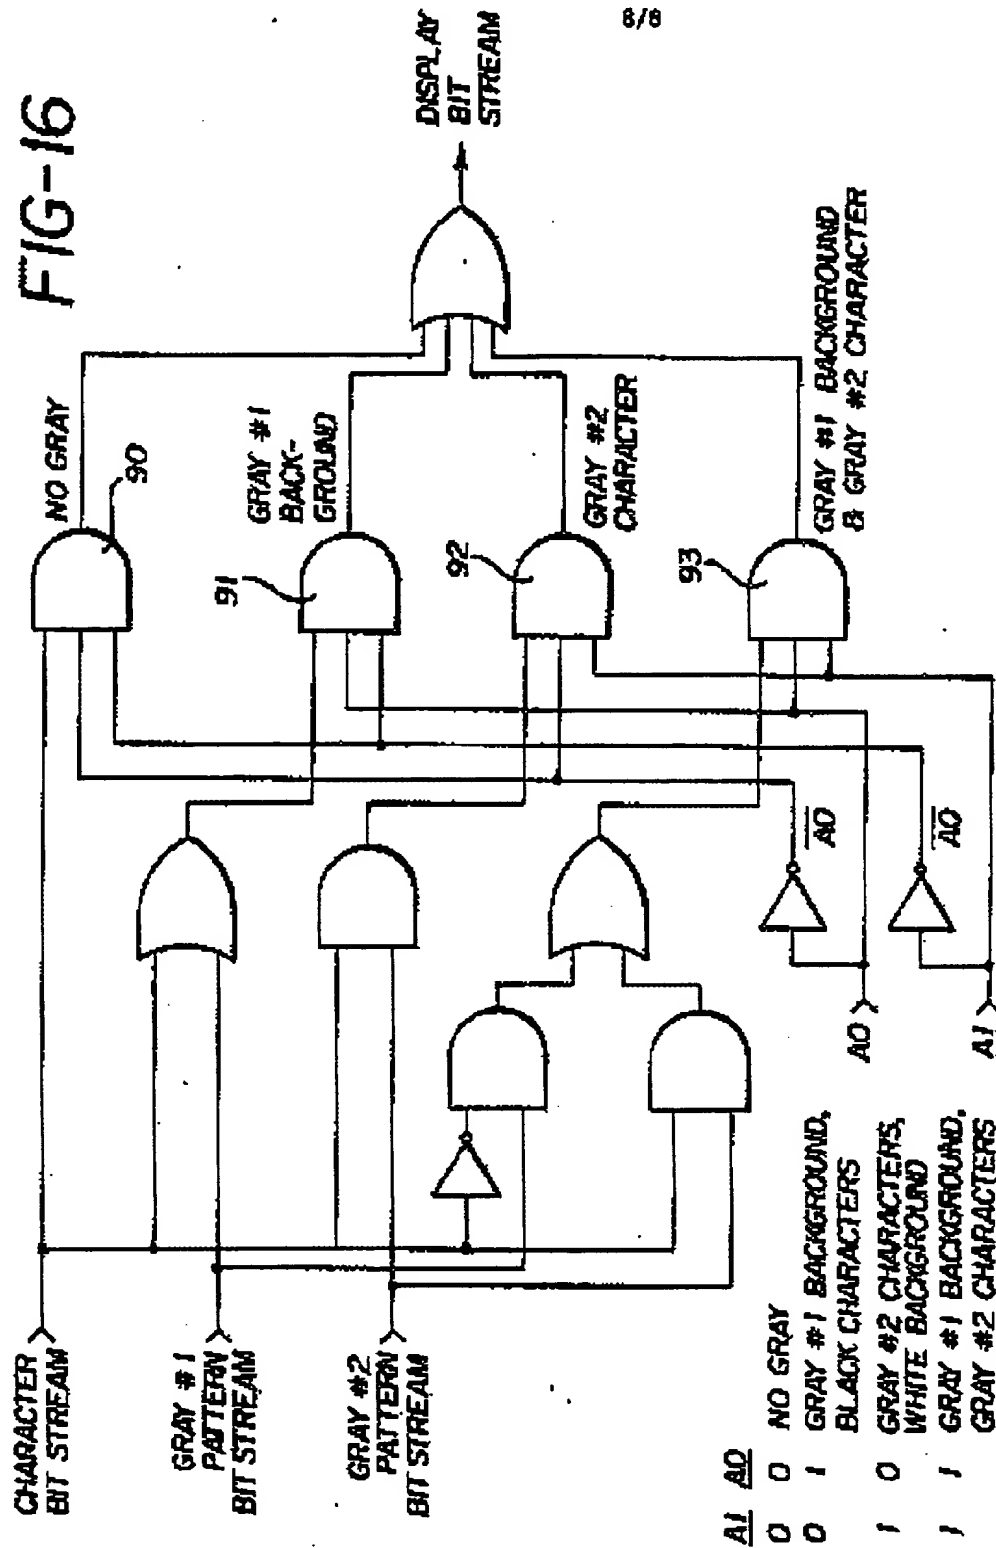 8/8
FIG-16
CHARACTER
BIT STREAM
GRAY #1
PATTERN
BIT STREAM
GRAY #2
PATTERN
BIT STREAM
NO GRAY
90
GRAY #1
BACK-
GROUND
91
GRAY #2
CHARACTER
92
GRAY #1 BACKGROUND
& GRAY #2 CHARACTER
93
DISPLAY
BIT
STREAM
A0
A0
A0
A1
A1 A0
0 0 NO GRAY
0 1 GRAY #1 BACKGROUND,
BLACK CHARACTERS
1 0 GRAY #2 CHARACTERS,
WHITE BACKGROUND
1 1 GRAY #1 BACKGROUND,
GRAY #2 CHARACTERS